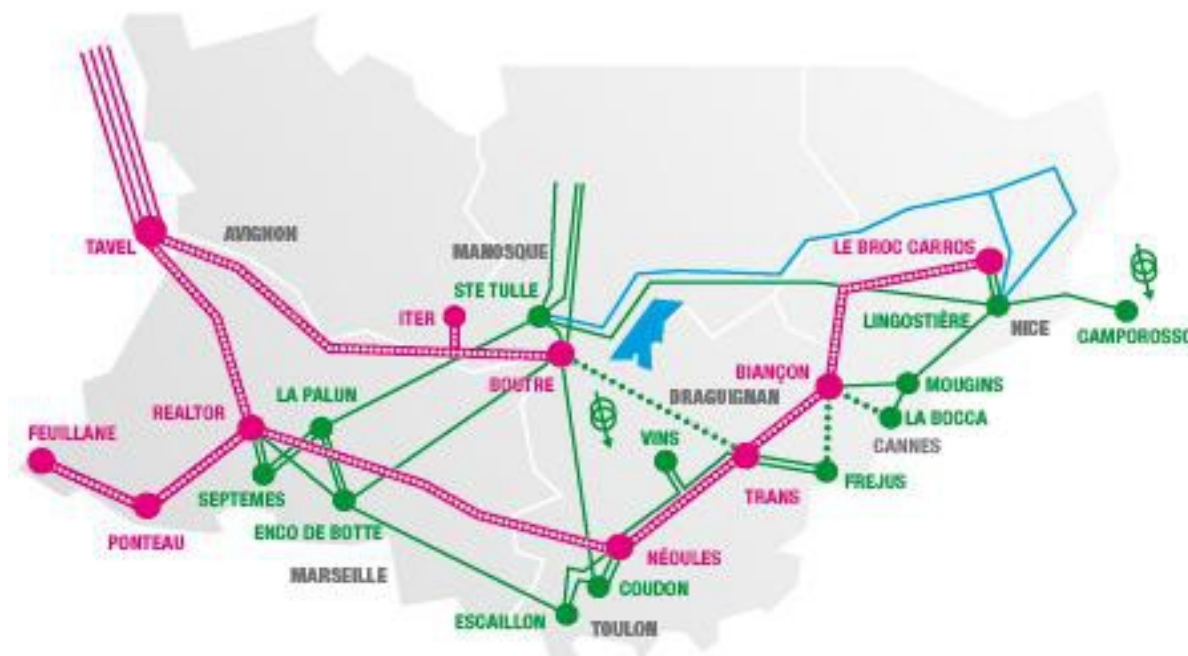 AVIGNON
TAVEL
MANOSQUE
LE BROC CARROS
STE TULLE
ITER
LINGOSTIÈRE
NICE
CAMPOROSSO
BOUTRE
BIANÇON
MOUGINS
LA PALUN
DRAGUIGNAN
REALTOR
LA BOCCA
FEUILLANE
VINS
CANNES
FREJUS
SEPTEMES
TRANS
ENCO DE BOTTE
PONTEAU
NÉOULES
MARSEILLE
COUDON
ESCAILLON
TOULON